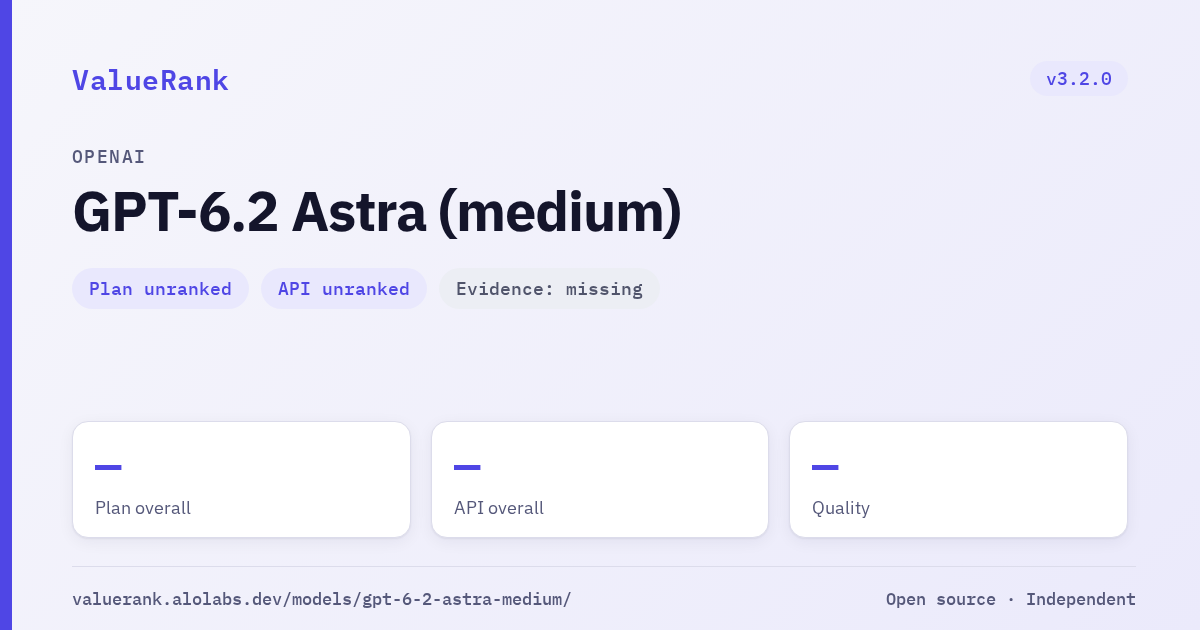 ValueRank
v3.2.0
OPENAI
GPT-6.2 Astra (medium)
Plan unranked
API unranked
Evidence: missing
—
Plan overall
—
API overall
—
Quality
valuerank.alolabs.dev/models/gpt-6-2-astra-medium/
Open source · Independent